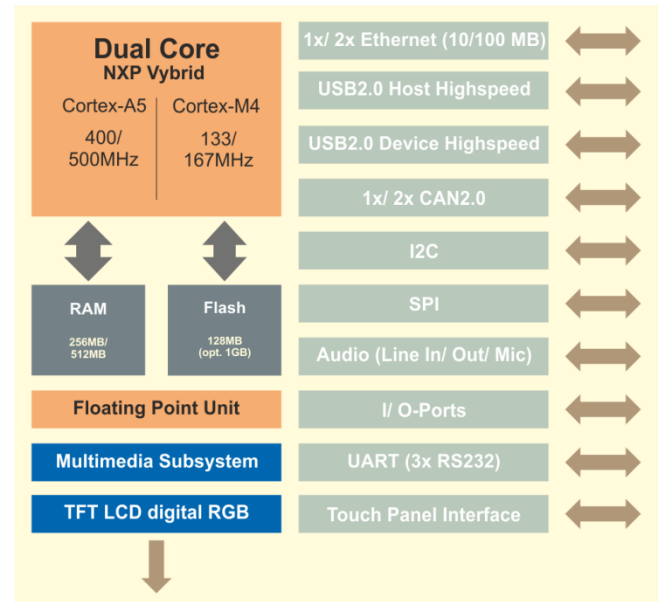 Dual Core
NXP Vybrid
Cortex-A5
400/
500MHz
Cortex-M4
133/
167MHz
RAM
256MB/
512MB
Flash
128MB
(opt. 1GB)
Floating Point Unit
Multimedia Subsystem
TFT LCD digital RGB
1x/ 2x Ethernet (10/100 MB)
USB2.0 Host Highspeed
USB2.0 Device Highspeed
1x/ 2x CAN2.0
I2C
SPI
Audio (Line In/ Out/ Mic)
I/ O-Ports
UART (3x RS232)
Touch Panel Interface